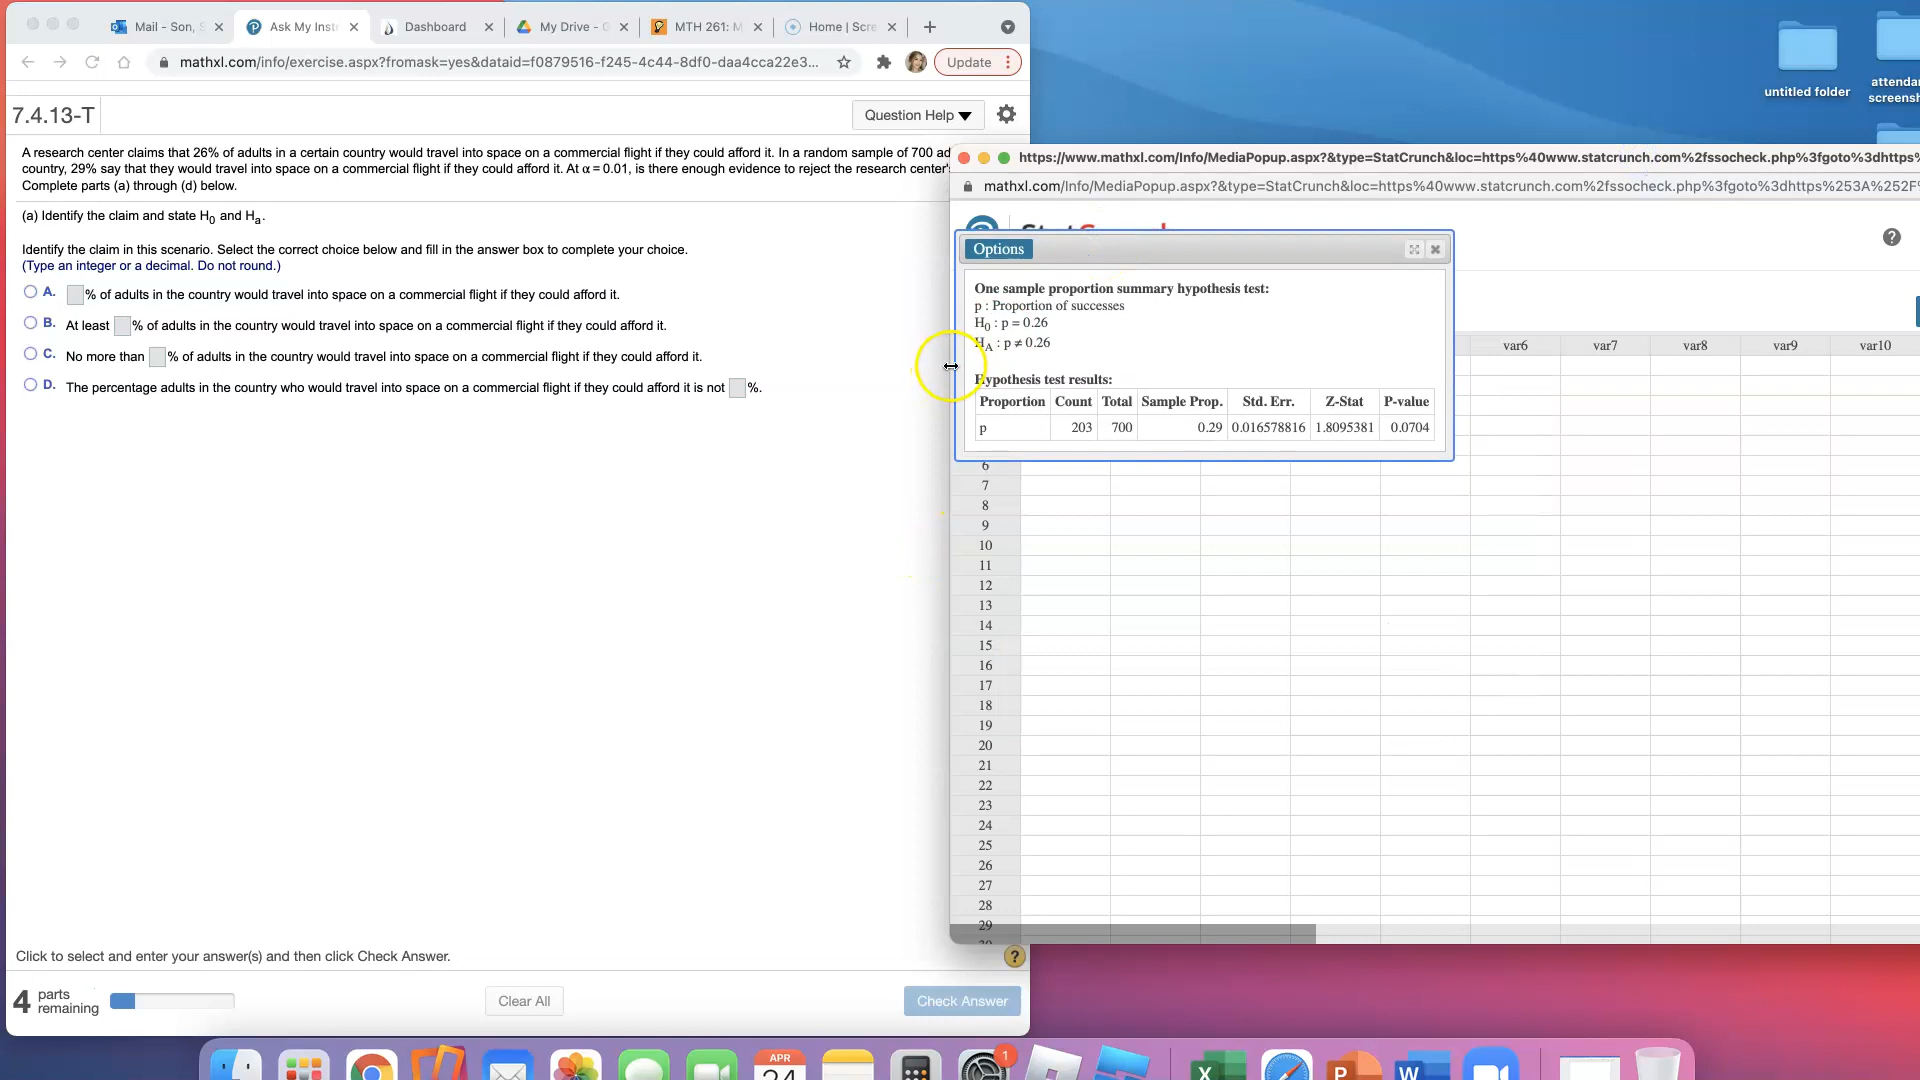 Mail - Son, S
Ask My Inst
Dashboard
My Drive - G
MTH 261: M
Home | Scre
mathxl.com/info/exercise.aspx?fromask=yes&dataid=f0879516-f245-4c44-8df0-daa4cca22e3...
Update
untitled folder
attendan
screensh
7.4.13-T
Question Help
A research center claims that 26% of adults in a certain country would travel into space on a commercial flight if they could afford it. In a random sample of 700 ad
country, 29% say that they would travel into space on a commercial flight if they could afford it. At α = 0.01, is there enough evidence to reject the research center'
Complete parts (a) through (d) below.
(a) Identify the claim and state H0 and Ha.
Identify the claim in this scenario. Select the correct choice below and fill in the answer box to complete your choice.
(Type an integer or a decimal. Do not round.)
A. % of adults in the country would travel into space on a commercial flight if they could afford it.
B. At least % of adults in the country would travel into space on a commercial flight if they could afford it.
C. No more than % of adults in the country would travel into space on a commercial flight if they could afford it.
D. The percentage adults in the country who would travel into space on a commercial flight if they could afford it is not %.
Click to select and enter your answer(s) and then click Check Answer.
?
4 parts
remaining
Clear All
Check Answer
https://www.mathxl.com/Info/MediaPopup.aspx?&type=StatCrunch&loc=https%40www.statcrunch.com%2fssocheck.php%3fgoto%3dhttps%
mathxl.com/Info/MediaPopup.aspx?&type=StatCrunch&loc=https%40www.statcrunch.com%2fssocheck.php%3fgoto%3dhttps%253A%252F
?
Options
One sample proportion summary hypothesis test:
p : Proportion of successes
H0 : p = 0.26
HA : p ≠ 0.26
Hypothesis test results:
Proportion Count Total Sample Prop. Std. Err. Z-Stat P-value
p 203 700 0.29 0.016578816 1.8095381 0.0704
var6 var7 var8 var9 var10
6
7
8
9
10
11
12
13
14
15
16
17
18
19
20
21
22
23
24
25
26
27
28
29
APR
24
1
X
P
W